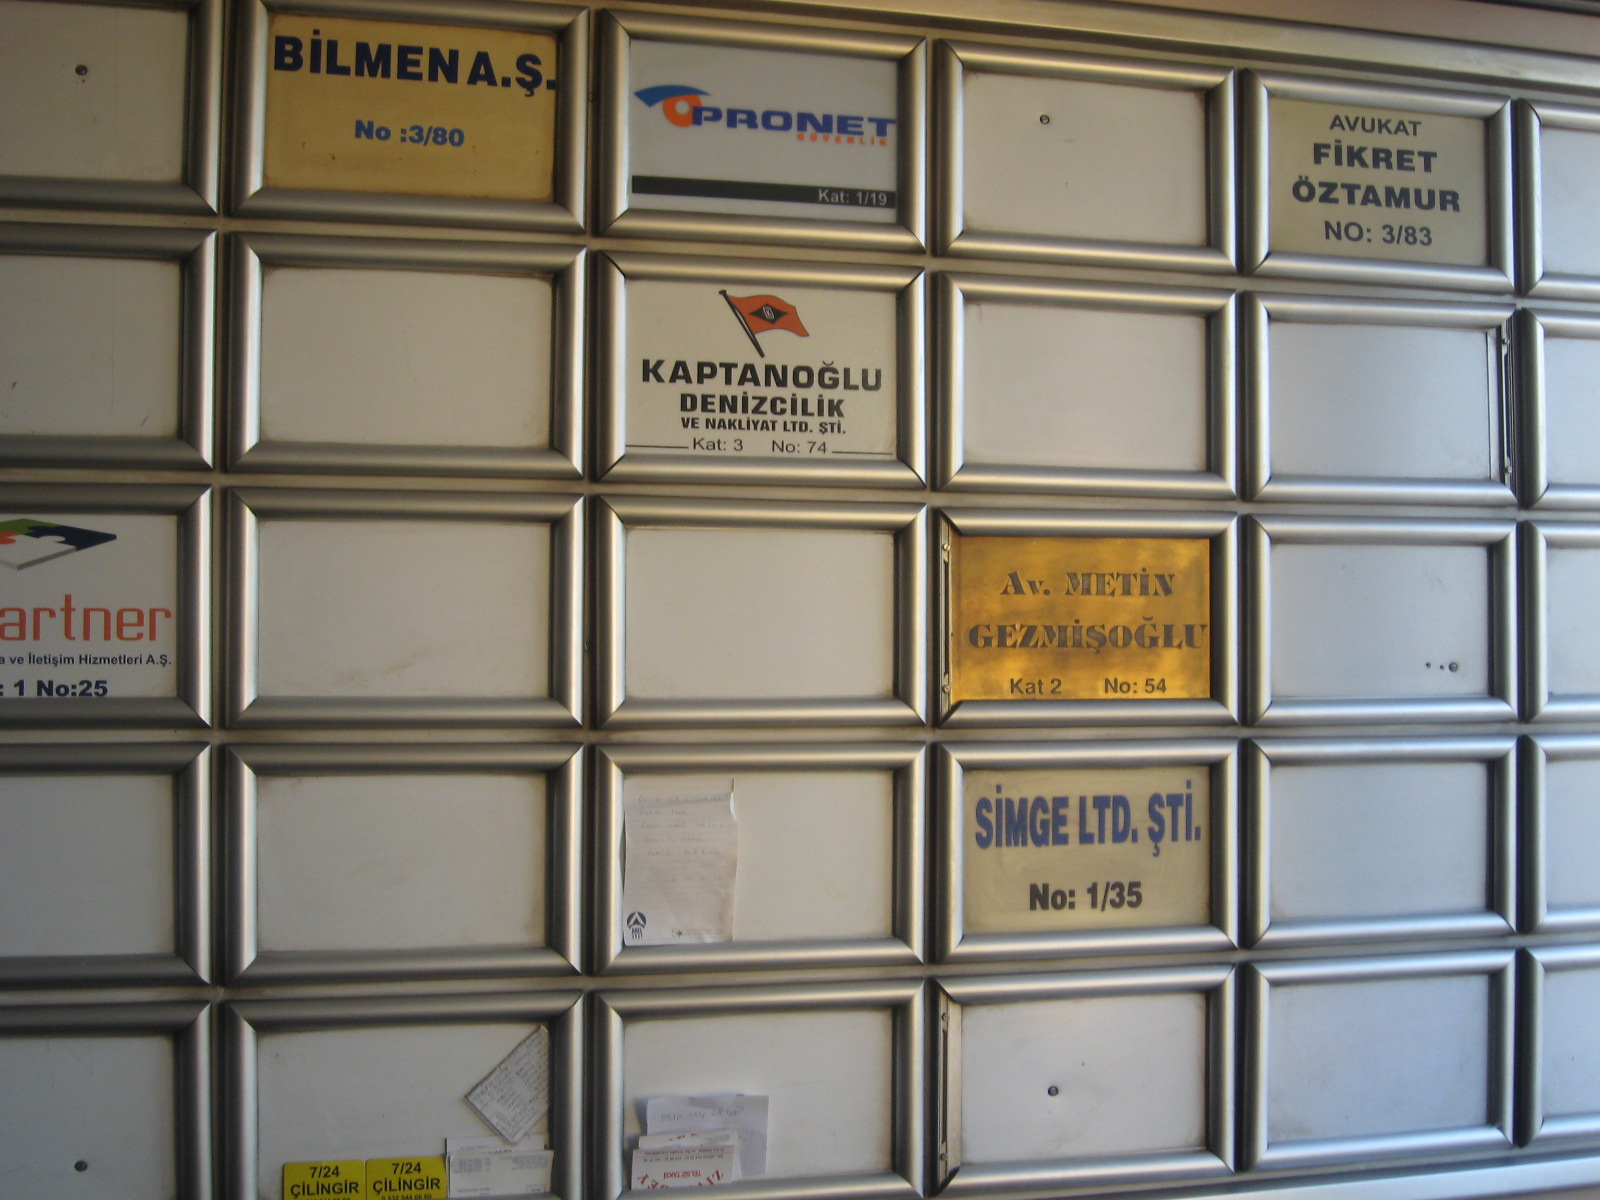 BİLMEN A.Ş.
No :3/80
PRONET
GÜVENLİK
Kat: 1/19
AVUKAT
FİKRET
ÖZTAMUR
NO: 3/83
KAPTANOĞLU
DENİZCİLİK
VE NAKLİYAT LTD. ŞTİ.
Kat: 3 No: 74
artner
a ve İletişim Hizmetleri A.Ş.
: 1 No:25
Av. METİN
GEZMİŞOĞLU
Kat 2 No: 54
SİMGE LTD. ŞTİ.
No: 1/35
7/24
ÇİLİNGİR
7/24
ÇİLİNGİR
TELSİZ TAKSİ